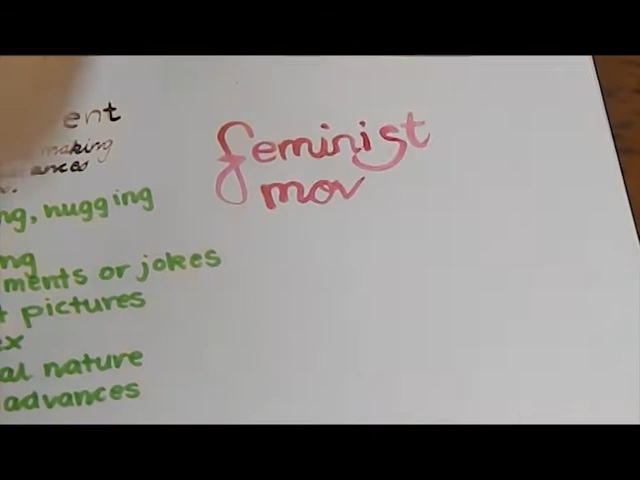 ent
making
ances
feminist
mov
ng, hugging
ng
ments or jokes
t pictures
ex
al nature
advances